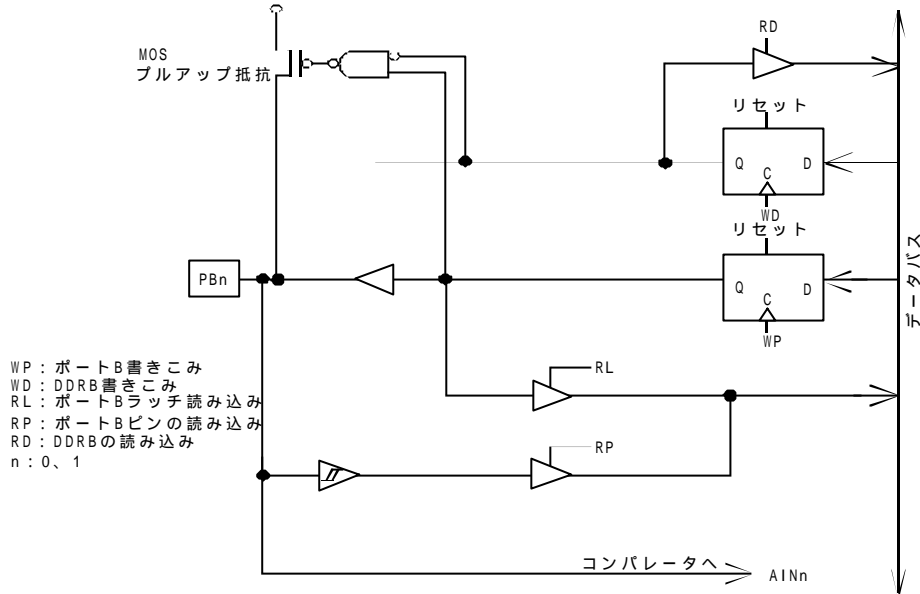 RD
MOS
プルアップ抵抗
リセット
Q
D
C
WD
リセット
Q
D
C
WP
PBn
データバス
WP:ポートB書きこみ
WD:DDRB書きこみ
RL:ポートBラッチ読み込み
RP:ポートBピンの読み込み
RD:DDRBの読み込み
n:0、1
RL
RP
コンパレータへ
AINn